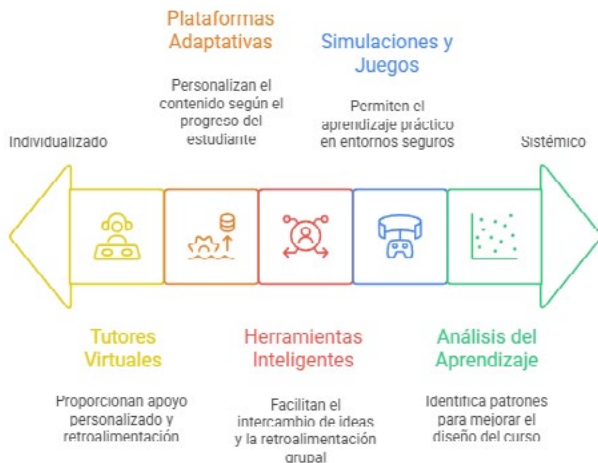 Plataformas
Adaptativas
Personalizan el
contenido según el
progreso del
estudiante
Simulaciones y
Juegos
Permiten el
aprendizaje práctico
en entornos seguros
Individualizado
Sistémico
Tutores
Virtuales
Proporcionan apoyo
personalizado y
retroalimentación
Herramientas
Inteligentes
Facilitan el
intercambio de ideas
y la retroalimentación
grupal
Análisis del
Aprendizaje
Identifica patrones
para mejorar el
diseño del curso